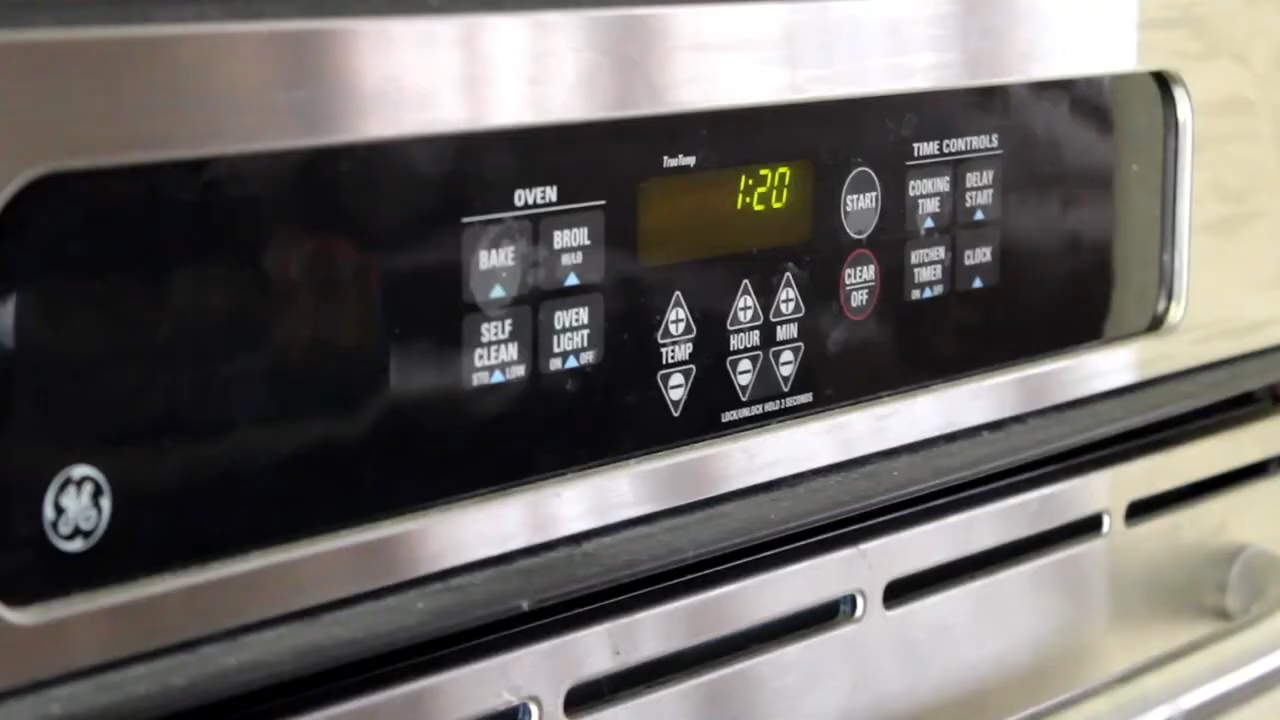 TrueTemp
1:20
OVEN
BAKE
BROIL
HI/LO
SELF
CLEAN
STD LOW
OVEN
LIGHT
ON OFF
TEMP
HOUR
MIN
LOCK/UNLOCK HOLD 3 SECONDS
START
CLEAR
OFF
TIME CONTROLS
COOKING
TIME
DELAY
START
KITCHEN
TIMER
ON OFF
CLOCK
GE